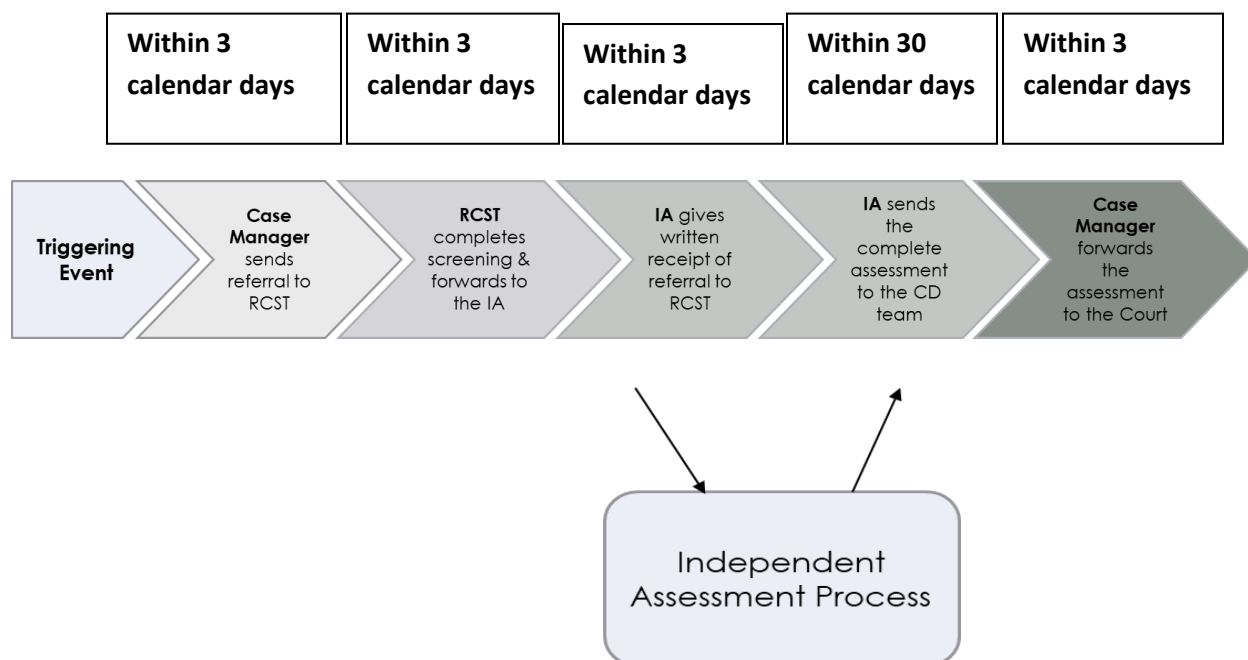 Within 3
calendar days
Within 3
calendar days
Within 3
calendar days
Within 30
calendar days
Within 3
calendar days
Triggering
Event
Case
Manager
sends
referral to
RCST
RCST
completes
screening &
forwards to
the IA
IA gives
written
receipt of
referral to
RCST
IA sends
the
complete
assessment
to the CD
team
Case
Manager
forwards
the
assessment
to the Court
Independent
Assessment Process